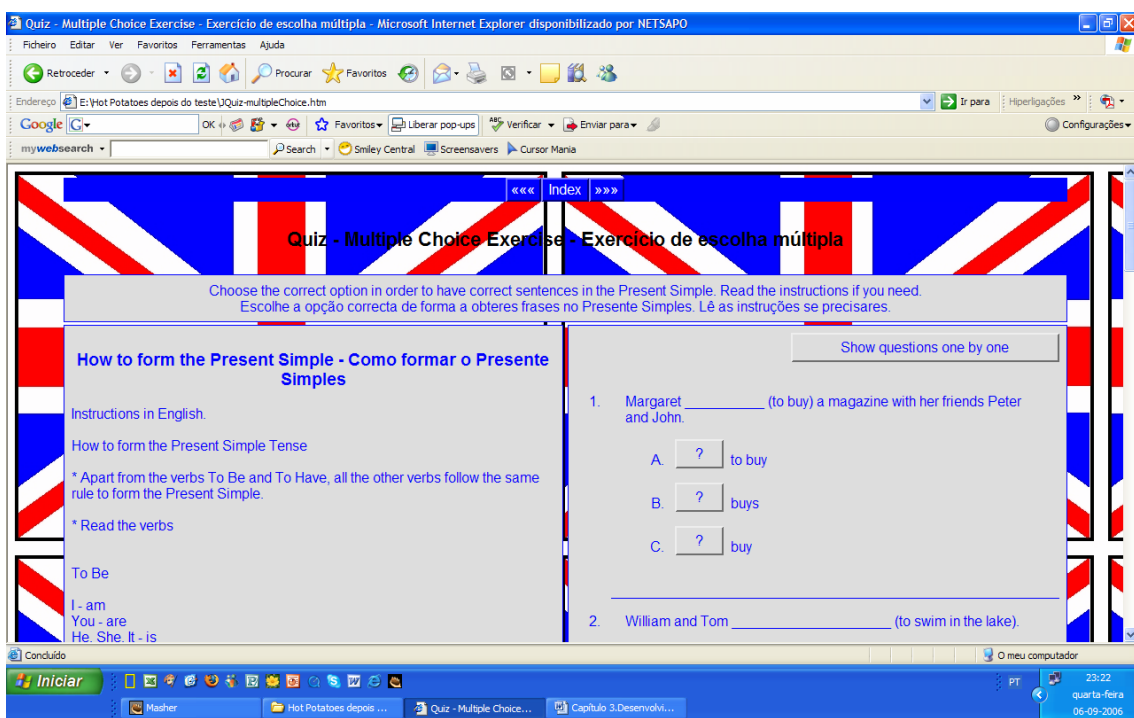 Quiz - Multiple Choice Exercise - Exercício de escolha múltipla - Microsoft Internet Explorer disponibilizado por NETSAPO
Ficheiro Editar Ver Favoritos Ferramentas Ajuda
Retroceder Procurar Favoritos
Endereço E:\Hot Potatoes depois do teste\JQuiz-multipleChoice.htm Ir para Hiperligações »
Google G OK Favoritos Liberar pop-ups ABC Verificar Enviar para Configurações
mywebsearch Search Smiley Central Screensavers Cursor Mania
««« Index »»»
Quiz - Multiple Choice Exercise - Exercício de escolha múltipla
Choose the correct option in order to have correct sentences in the Present Simple. Read the instructions if you need.
Escolhe a opção correcta de forma a obteres frases no Presente Simples. Lê as instruções se precisares.
How to form the Present Simple - Como formar o Presente
Simples
Instructions in English.
How to form the Present Simple Tense
* Apart from the verbs To Be and To Have, all the other verbs follow the same
rule to form the Present Simple.
* Read the verbs
To Be
I - am
You - are
He, She, It - is
Show questions one by one
1. Margaret ___________ (to buy) a magazine with her friends Peter
and John.
A. ? to buy
B. ? buys
C. ? buy
2. William and Tom ______________________ (to swim in the lake).
Concluído O meu computador
Iniciar PT 23:22
quarta-feira
06-09-2006
Masher Hot Potatoes depois ... Quiz - Multiple Choice... Capítulo 3.Desenvolvi...